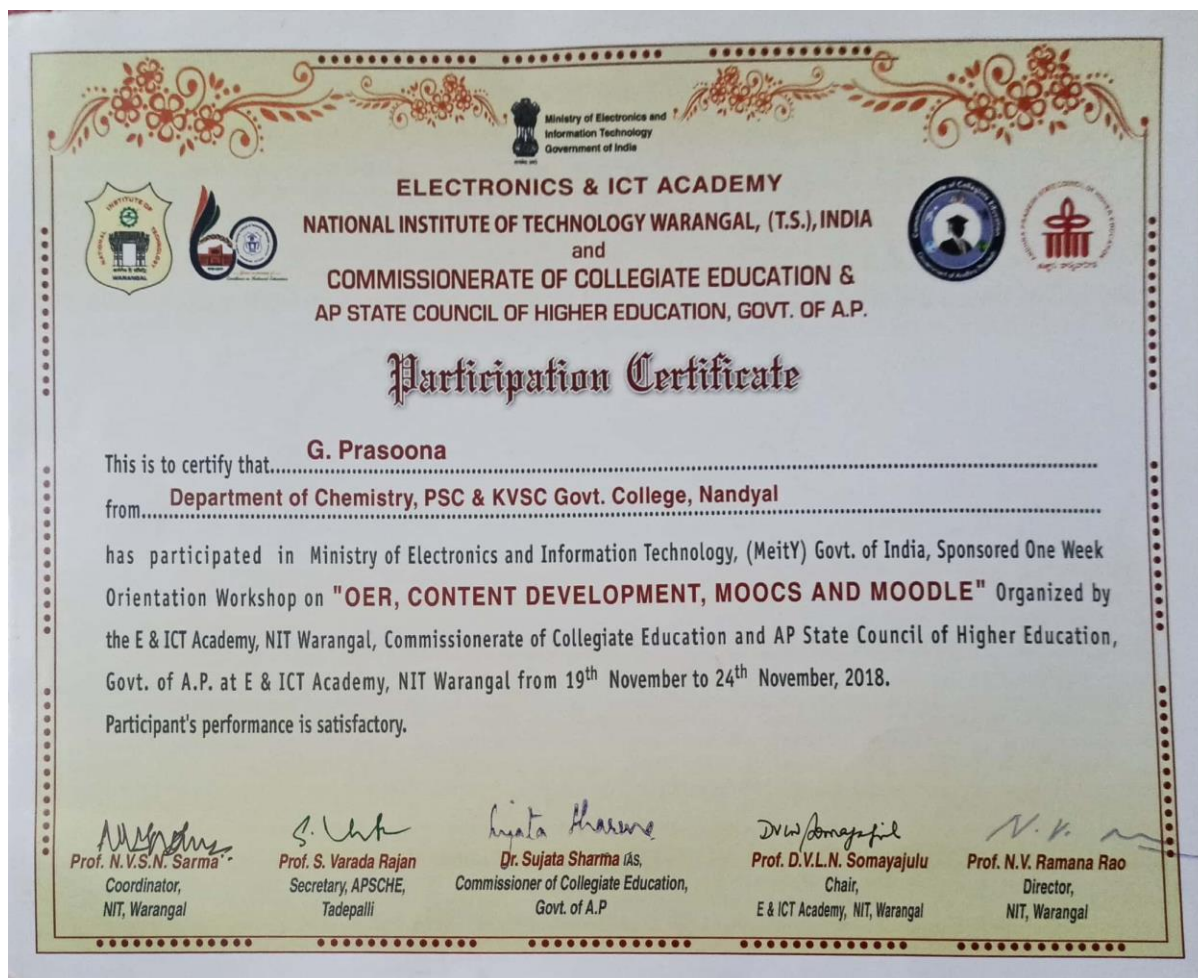 Ministry of Electronics and
Information Technology
Government of India
ELECTRONICS & ICT ACADEMY
NATIONAL INSTITUTE OF TECHNOLOGY WARANGAL, (T.S.), INDIA
and
COMMISSIONERATE OF COLLEGIATE EDUCATION &
AP STATE COUNCIL OF HIGHER EDUCATION, GOVT. OF A.P.
WARANGAL
Participation Certificate
This is to certify that G. Prasoona
from Department of Chemistry, PSC & KVSC Govt. College, Nandyal
has participated in Ministry of Electronics and Information Technology, (MeitY) Govt. of India, Sponsored One Week
Orientation Workshop on "OER, CONTENT DEVELOPMENT, MOOCS AND MOODLE" Organized by
the E & ICT Academy, NIT Warangal, Commissionerate of Collegiate Education and AP State Council of Higher Education,
Govt. of A.P. at E & ICT Academy, NIT Warangal from 19th November to 24th November, 2018.
Participant's performance is satisfactory.
Prof. N.V.S.N. Sarma
Coordinator,
NIT, Warangal
Prof. S. Varada Rajan
Secretary, APSCHE,
Tadepalli
Dr. Sujata Sharma IAS,
Commissioner of Collegiate Education,
Govt. of A.P
Prof. D.V.L.N. Somayajulu
Chair,
E & ICT Academy, NIT, Warangal
Prof. N.V. Ramana Rao
Director,
NIT, Warangal